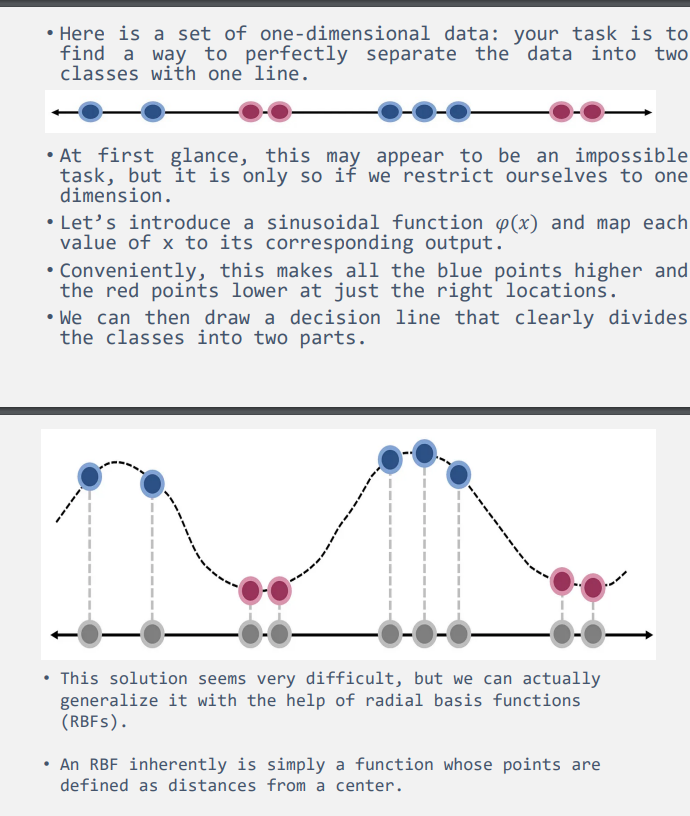 • Here is a set of one-dimensional data: your task is to
find a way to perfectly separate the data into two
classes with one line.
• At first glance, this may appear to be an impossible
task, but it is only so if we restrict ourselves to one
dimension.
• Let’s introduce a sinusoidal function φ(x) and map each
value of x to its corresponding output.
• Conveniently, this makes all the blue points higher and
the red points lower at just the right locations.
• We can then draw a decision line that clearly divides
the classes into two parts.
• This solution seems very difficult, but we can actually
generalize it with the help of radial basis functions
(RBFs).
• An RBF inherently is simply a function whose points are
defined as distances from a center.